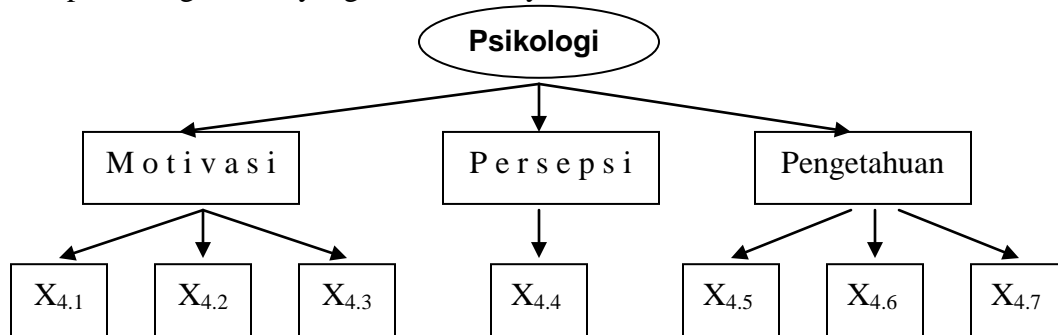 Psikologi
M o t i v a s i P e r s e p s i Pengetahuan
X4.1 X4.2 X4.3 X4.4 X4.5 X4.6 X4.7